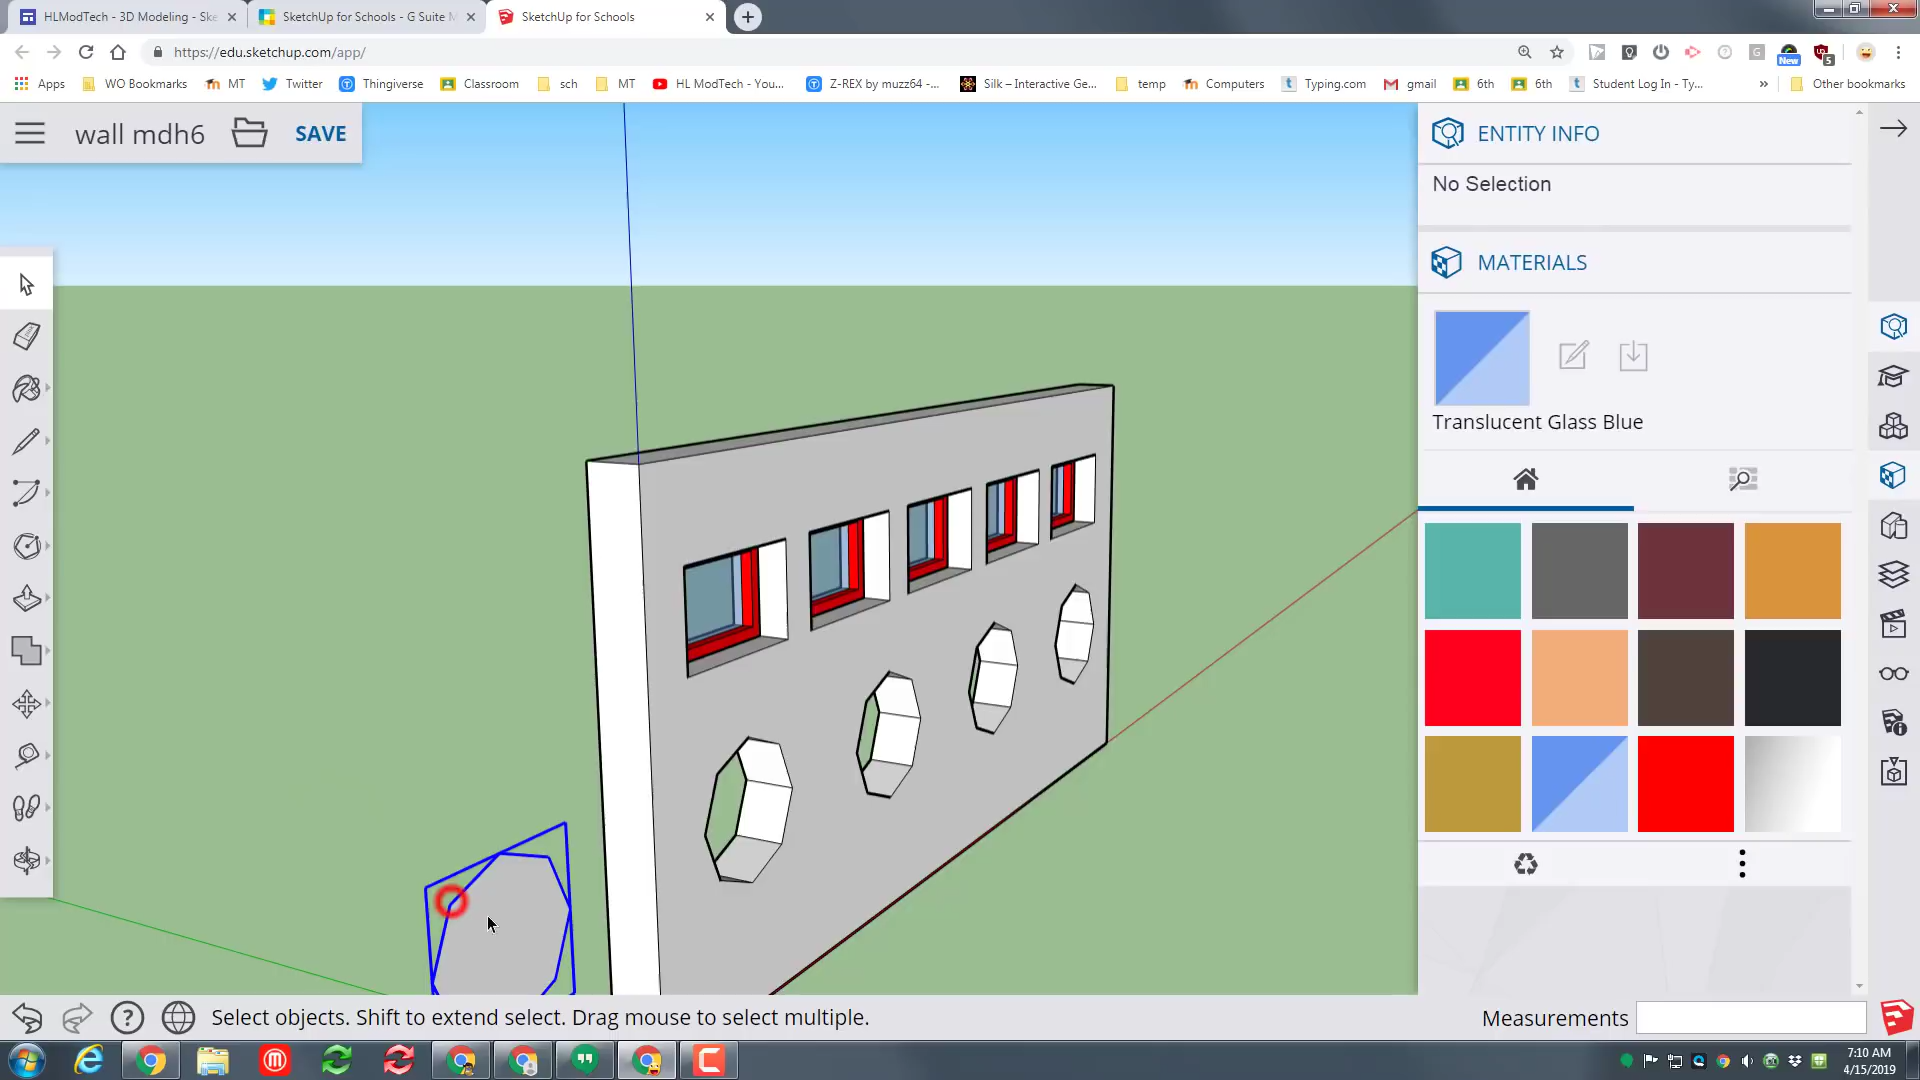 HLModTech - 3D Modeling - Ske
SketchUp for Schools - G Suite M
SketchUp for Schools
https://edu.sketchup.com/app/
New
5
Apps
WO Bookmarks
MT
Twitter
Thingiverse
Classroom
sch
MT
HL ModTech - You...
Z-REX by muzz64 -...
Silk – Interactive Ge...
temp
Computers
Typing.com
gmail
6th
6th
Student Log In - Ty...
»
Other bookmarks
wall mdh6
SAVE
ENTITY INFO
No Selection
MATERIALS
Translucent Glass Blue
Select objects. Shift to extend select. Drag mouse to select multiple.
Measurements
7:10 AM
4/15/2019